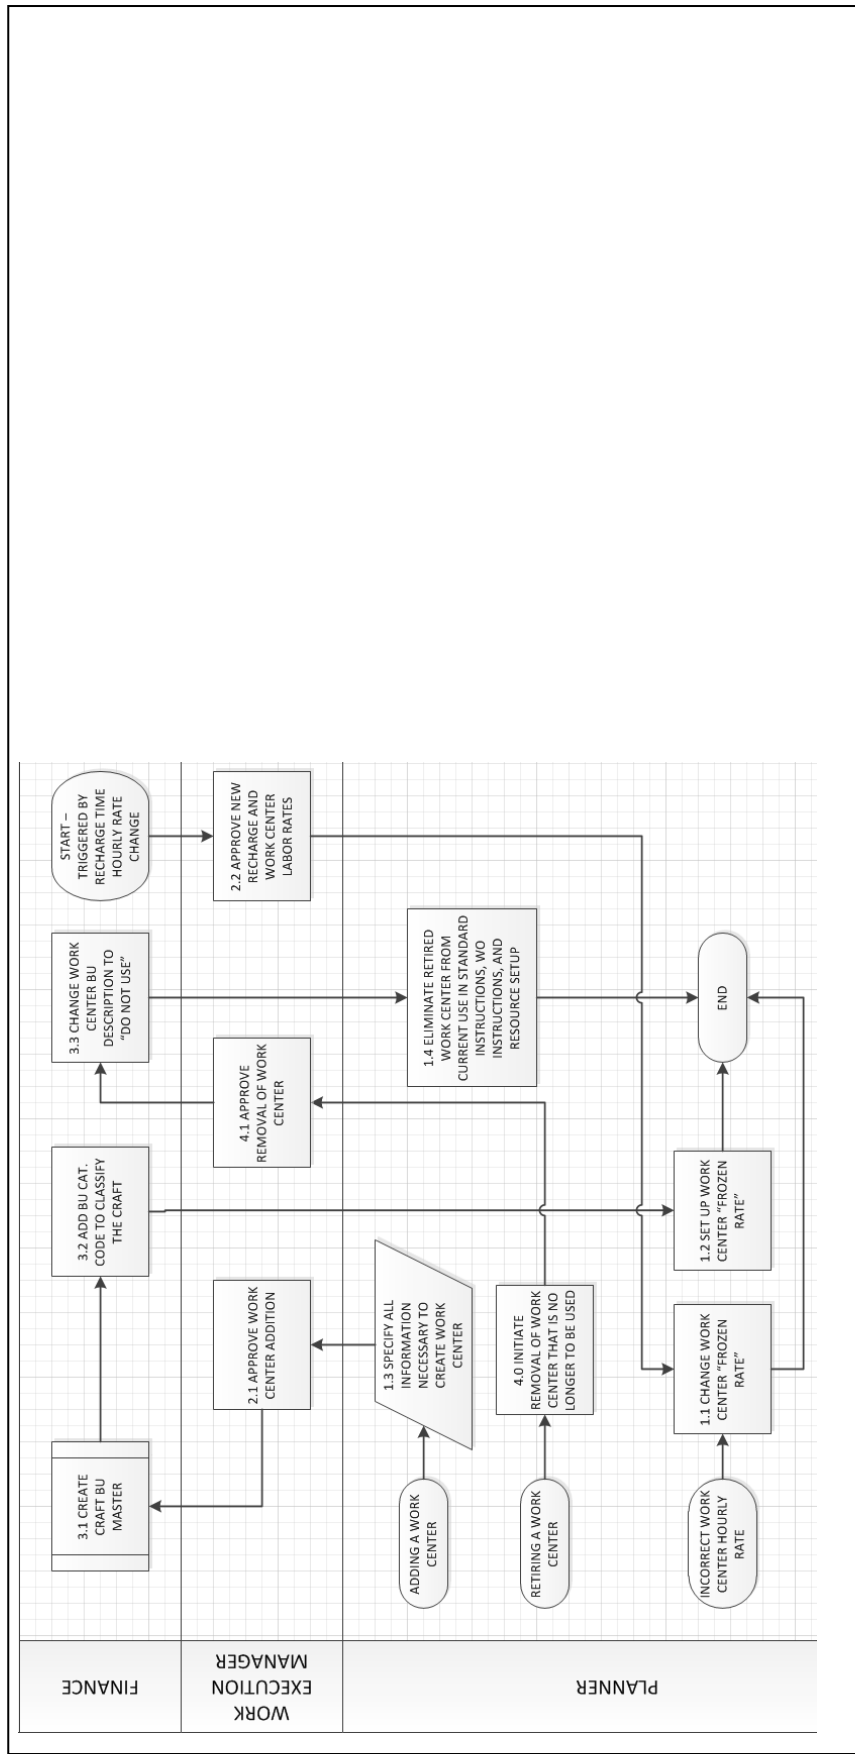 FINANCE
WORK
EXECUTION
MANAGER
PLANNER
3.1 CREATE
CRAFT BU
MASTER
3.2 ADD BU CAT.
CODE TO CLASSIFY
THE CRAFT
3.3 CHANGE WORK
CENTER BU
DESCRIPTION TO
“DO NOT USE”
START –
TRIGGERED BY
RECHARGE TIME
HOURLY RATE
CHANGE
2.1 APPROVE WORK
CENTER ADDITION
4.1 APPROVE
REMOVAL OF WORK
CENTER
2.2 APPROVE NEW
RECHARGE AND
WORK CENTER
LABOR RATES
ADDING A WORK
CENTER
1.3 SPECIFY ALL
INFORMATION
NECESSARY TO
CREATE WORK
CENTER
1.4 ELIMINATE RETIRED
WORK CENTER FROM
CURRENT USE IN STANDARD
INSTRUCTIONS, WO
INSTRUCTIONS, AND
RESOURCE SETUP
RETIRING A WORK
CENTER
4.0 INITIATE
REMOVAL OF WORK
CENTER THAT IS NO
LONGER TO BE USED
INCORRECT WORK
CENTER HOURLY
RATE
1.1 CHANGE WORK
CENTER “FROZEN
RATE”
1.2 SET UP WORK
CENTER “FROZEN
RATE”
END